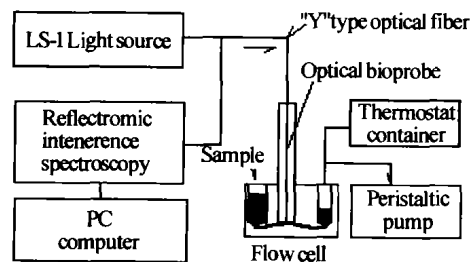 LS-1 Light source
"Y"type optical fiber
Optical bioprobe
Reflectromic
intenerence
spectroscopy
Sample
Thermostat
container
PC
computer
Peristaltic
pump
Flow cell